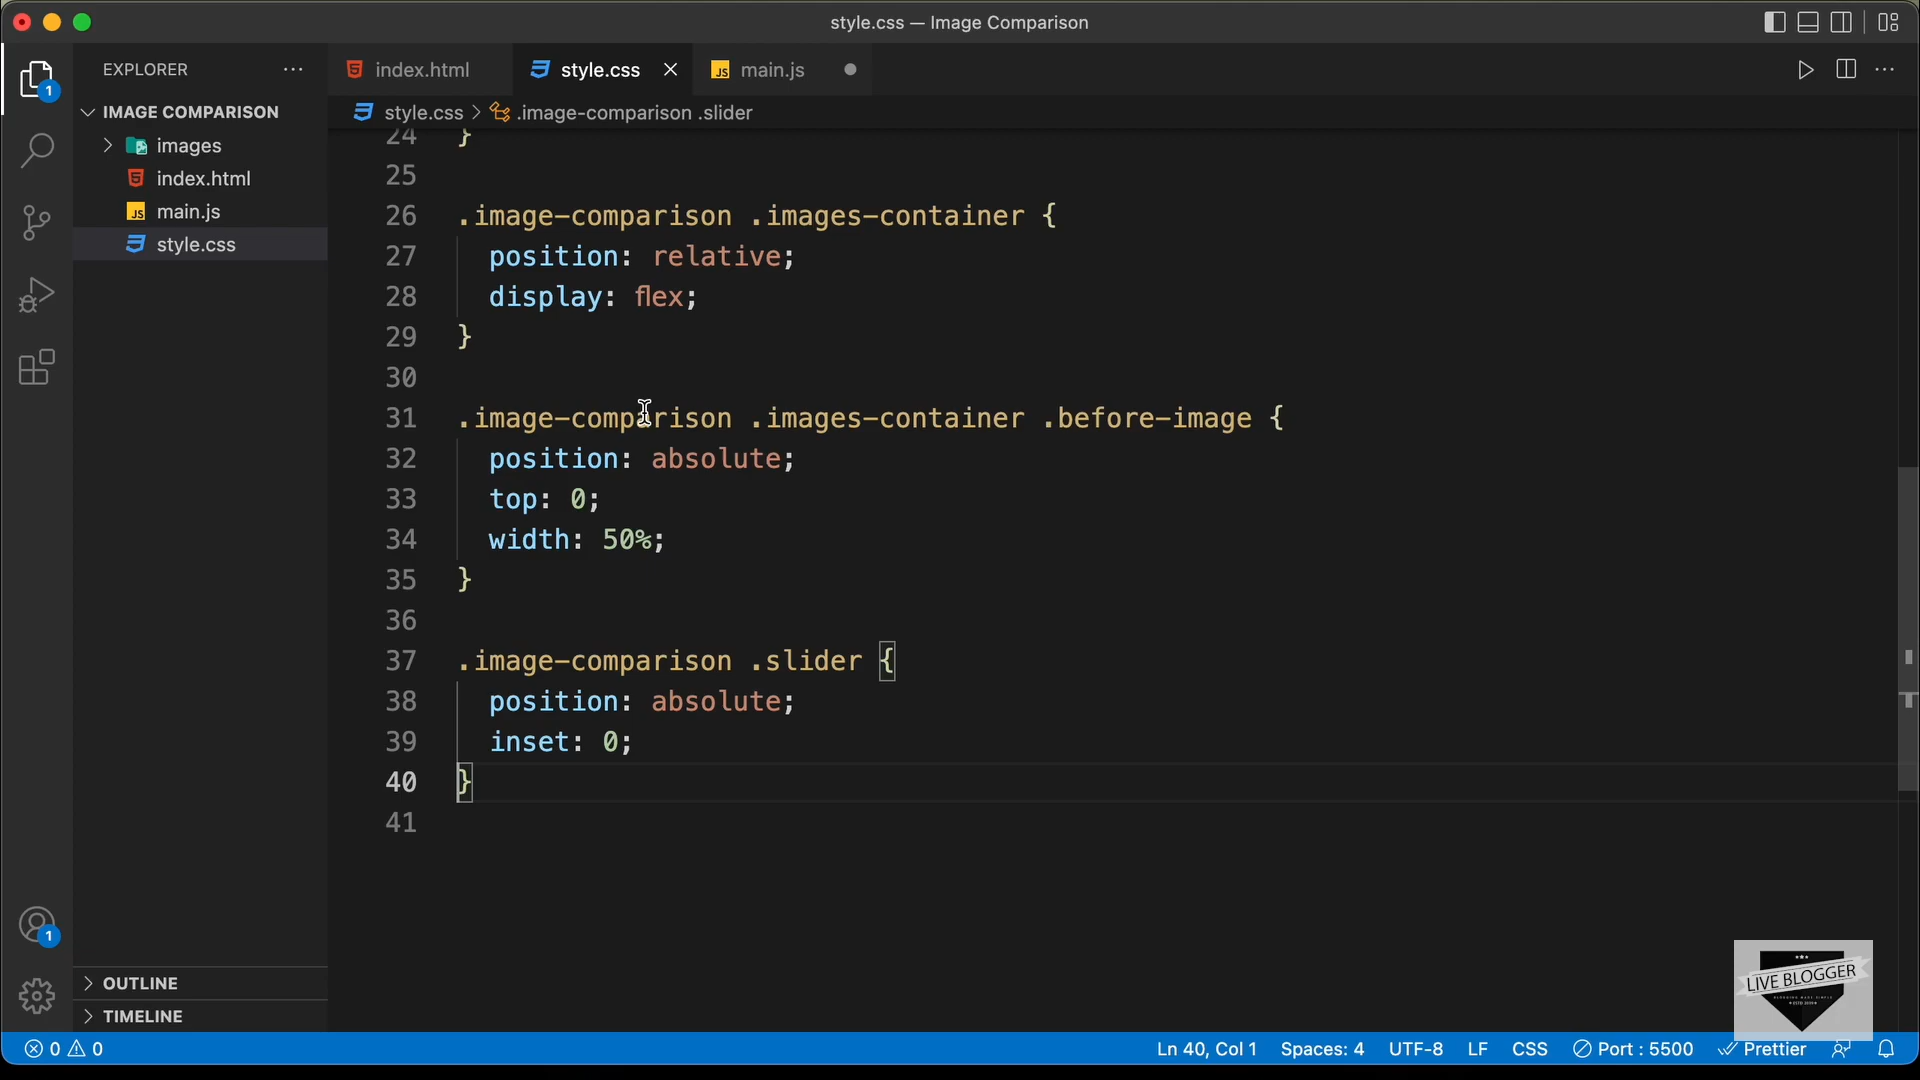 style.css — Image Comparison
EXPLORER
index.html
style.css
main.js
1
IMAGE COMPARISON
style.css > .image-comparison .slider
images
index.html
main.js
style.css
24 }
25
26 .image-comparison .images-container {
27 position: relative;
28 display: flex;
29 }
30
31 .image-comparison .images-container .before-image {
32 position: absolute;
33 top: 0;
34 width: 50%;
35 }
36
37 .image-comparison .slider {
38 position: absolute;
39 inset: 0;
40 }
41
1
OUTLINE
TIMELINE
LIVE BLOGGER
0 0
Ln 40, Col 1 Spaces: 4 UTF-8 LF CSS Port : 5500 Prettier